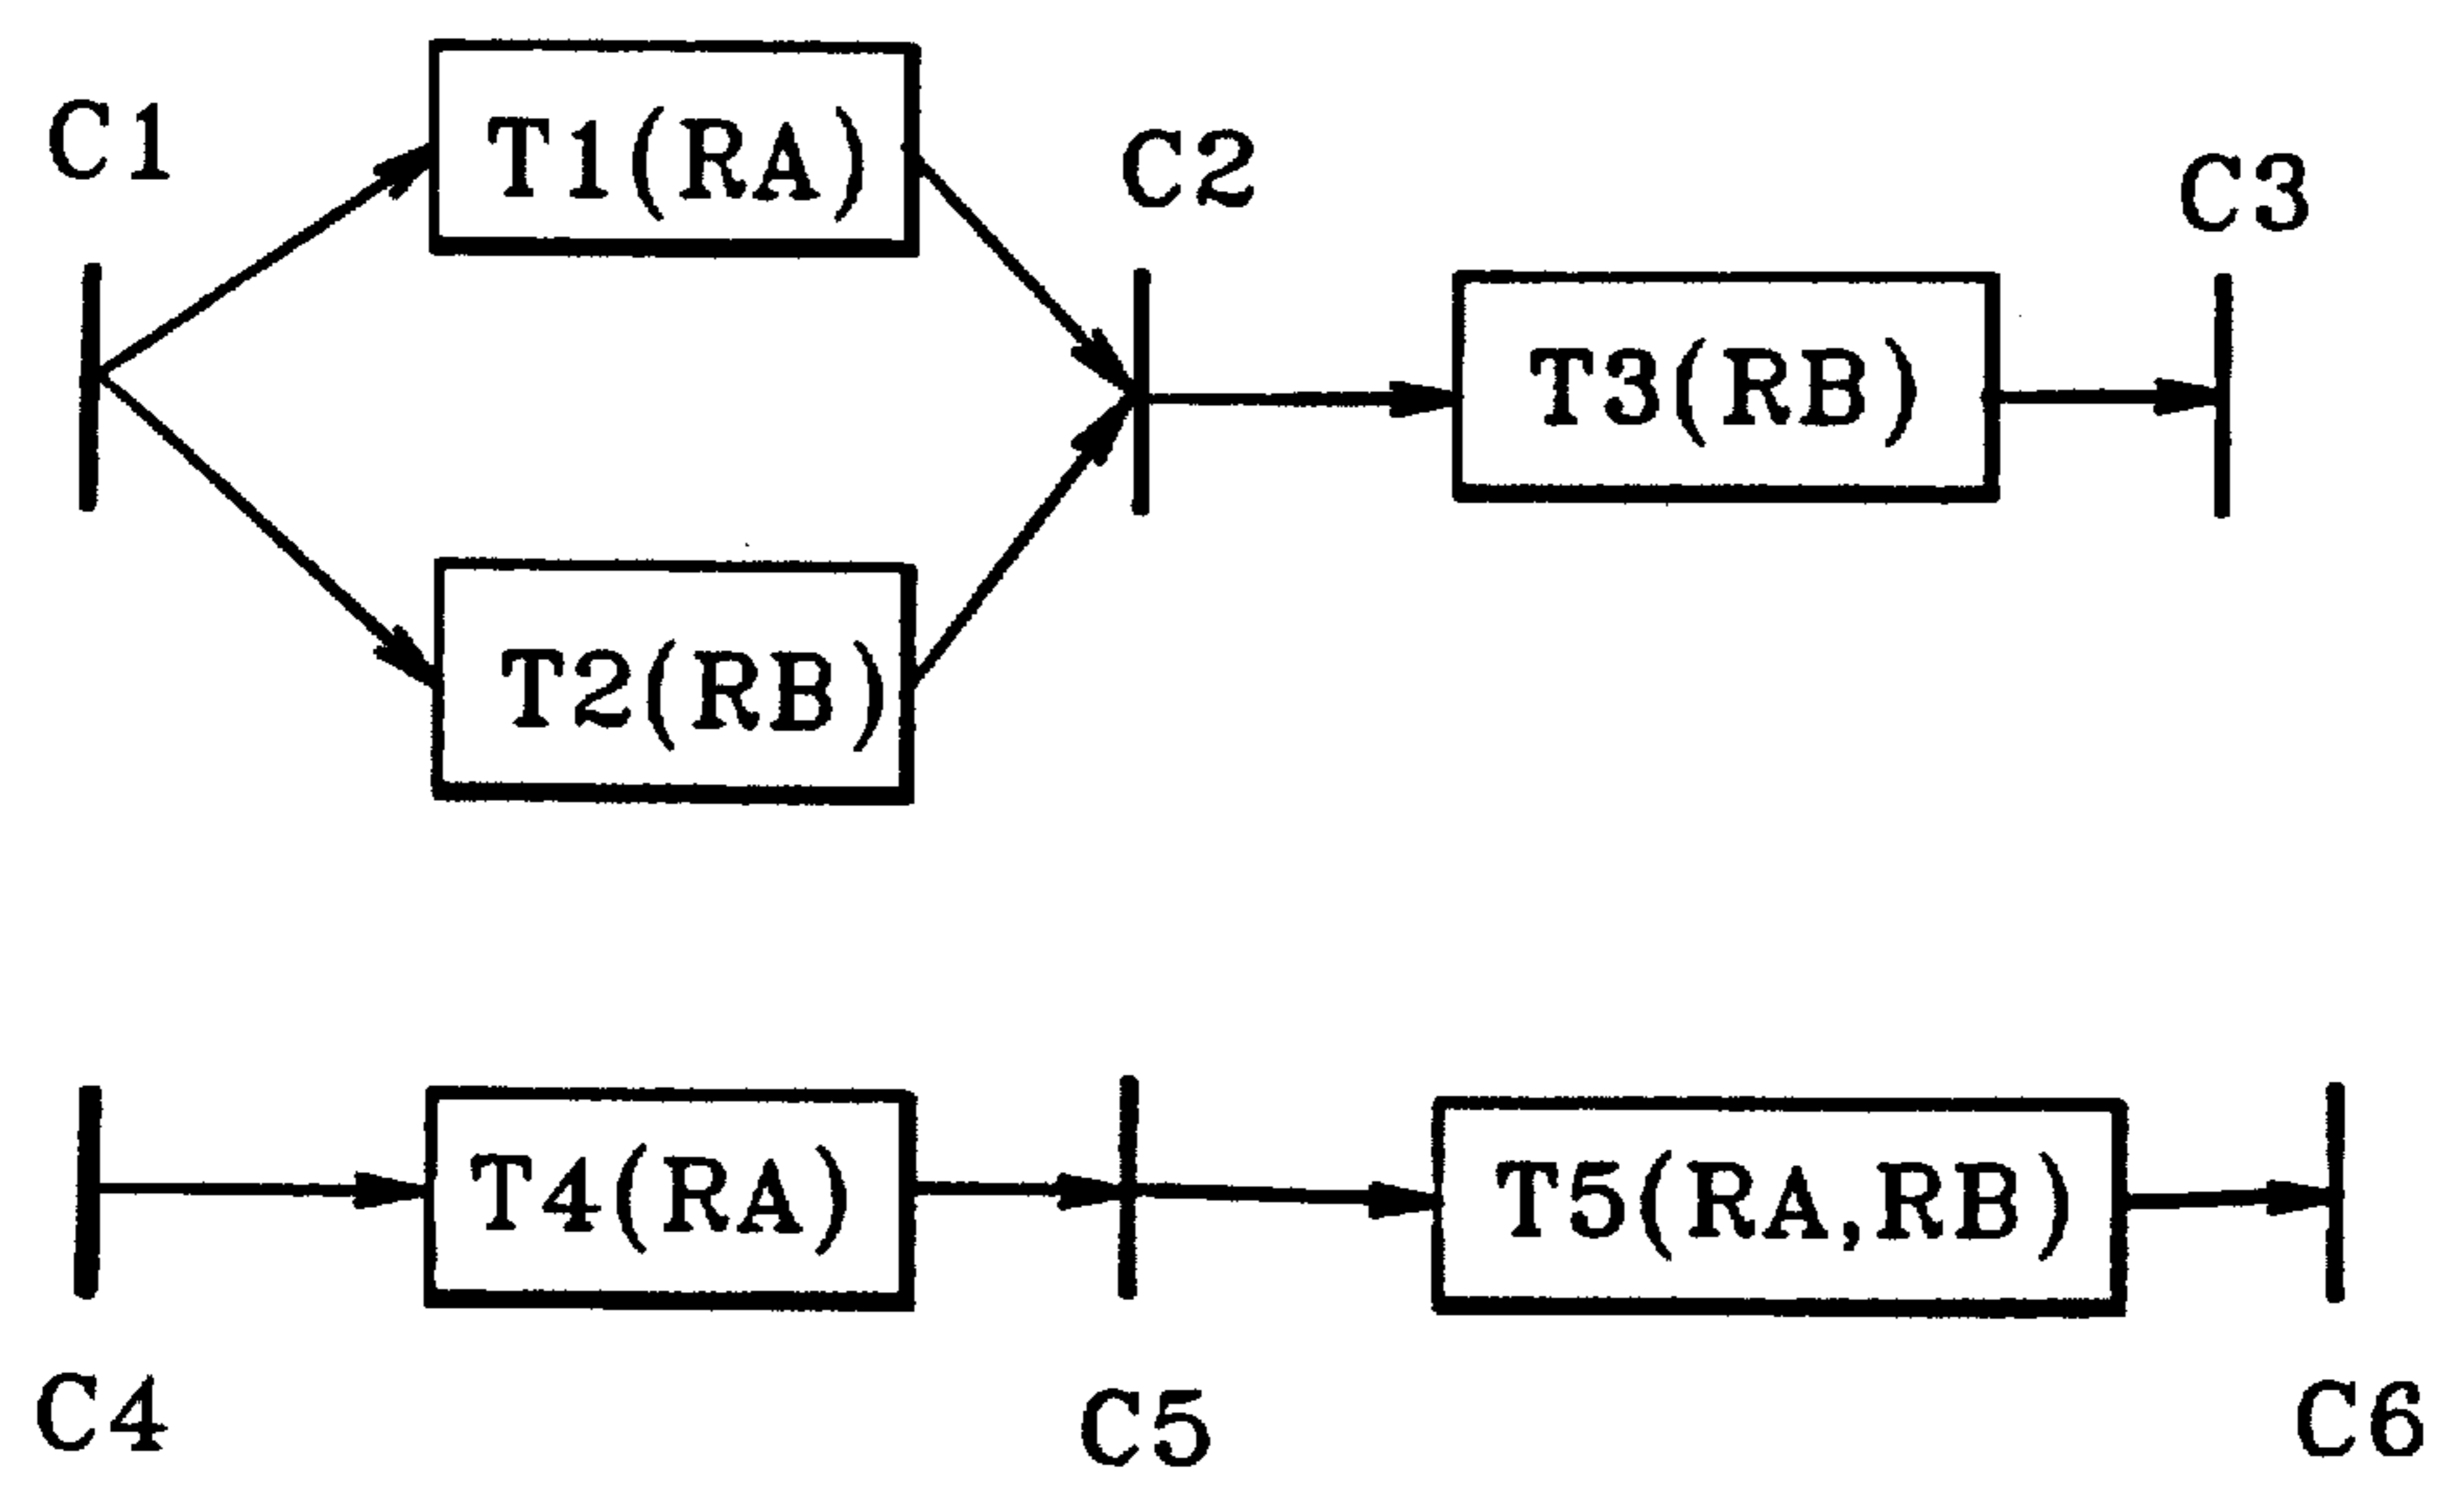 C1
T1(RA)
C2
C3
T3(RB)
T2(RB)
T4(RA)
T5(RA,RB)
C4
C5
C6